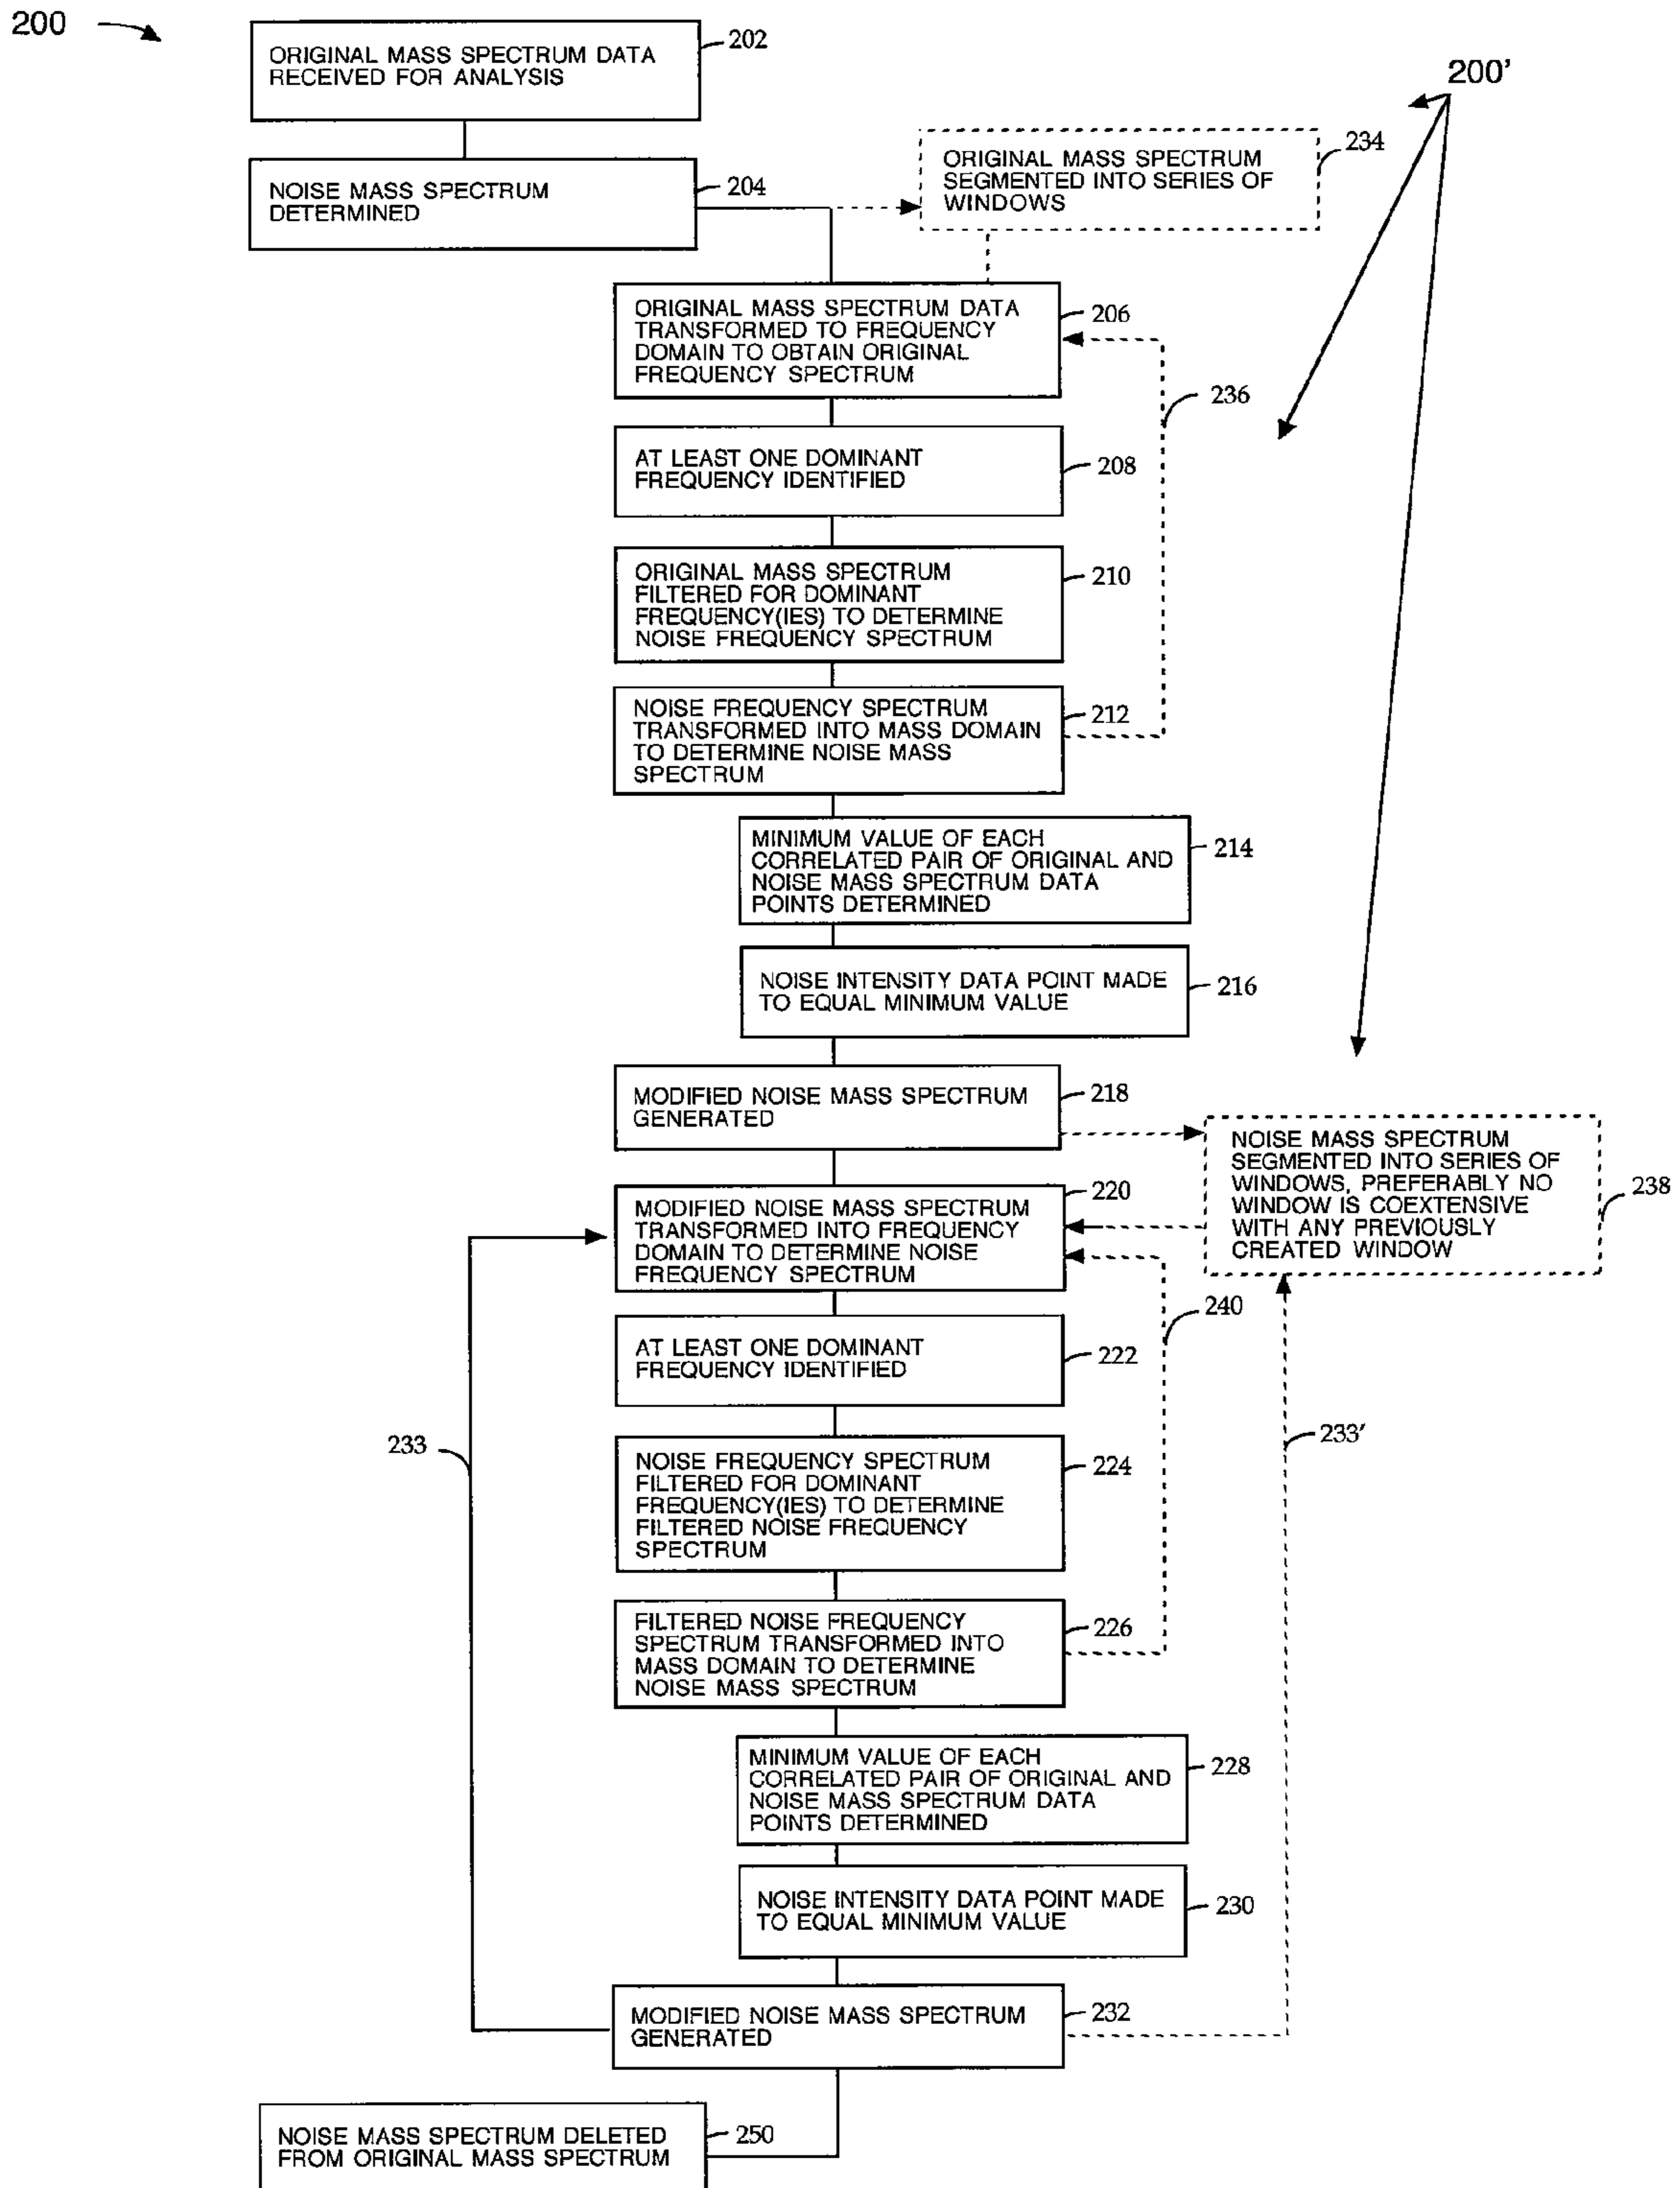 200
ORIGINAL MASS SPECTRUM DATA
RECEIVED FOR ANALYSIS
202
200'
NOISE MASS SPECTRUM
DETERMINED
204
ORIGINAL MASS SPECTRUM
SEGMENTED INTO SERIES OF
WINDOWS
234
ORIGINAL MASS SPECTRUM DATA
TRANSFORMED TO FREQUENCY
DOMAIN TO OBTAIN ORIGINAL
FREQUENCY SPECTRUM
206
236
AT LEAST ONE DOMINANT
FREQUENCY IDENTIFIED
208
ORIGINAL MASS SPECTRUM
FILTERED FOR DOMINANT
FREQUENCY(IES) TO DETERMINE
NOISE FREQUENCY SPECTRUM
210
NOISE FREQUENCY SPECTRUM
TRANSFORMED INTO MASS DOMAIN
TO DETERMINE NOISE MASS
SPECTRUM
212
MINIMUM VALUE OF EACH
CORRELATED PAIR OF ORIGINAL AND
NOISE MASS SPECTRUM DATA
POINTS DETERMINED
214
NOISE INTENSITY DATA POINT MADE
TO EQUAL MINIMUM VALUE
216
MODIFIED NOISE MASS SPECTRUM
GENERATED
218
NOISE MASS SPECTRUM
SEGMENTED INTO SERIES OF
WINDOWS, PREFERABLY NO
WINDOW IS COEXTENSIVE
WITH ANY PREVIOUSLY
CREATED WINDOW
238
MODIFIED NOISE MASS SPECTRUM
TRANSFORMED INTO FREQUENCY
DOMAIN TO DETERMINE NOISE
FREQUENCY SPECTRUM
220
240
AT LEAST ONE DOMINANT
FREQUENCY IDENTIFIED
222
233
233'
NOISE FREQUENCY SPECTRUM
FILTERED FOR DOMINANT
FREQUENCY(IES) TO DETERMINE
FILTERED NOISE FREQUENCY
SPECTRUM
224
FILTERED NOISE FREQUENCY
SPECTRUM TRANSFORMED INTO
MASS DOMAIN TO DETERMINE
NOISE MASS SPECTRUM
226
MINIMUM VALUE OF EACH
CORRELATED PAIR OF ORIGINAL AND
NOISE MASS SPECTRUM DATA
POINTS DETERMINED
228
NOISE INTENSITY DATA POINT MADE
TO EQUAL MINIMUM VALUE
230
MODIFIED NOISE MASS SPECTRUM
GENERATED
232
NOISE MASS SPECTRUM DELETED
FROM ORIGINAL MASS SPECTRUM
250